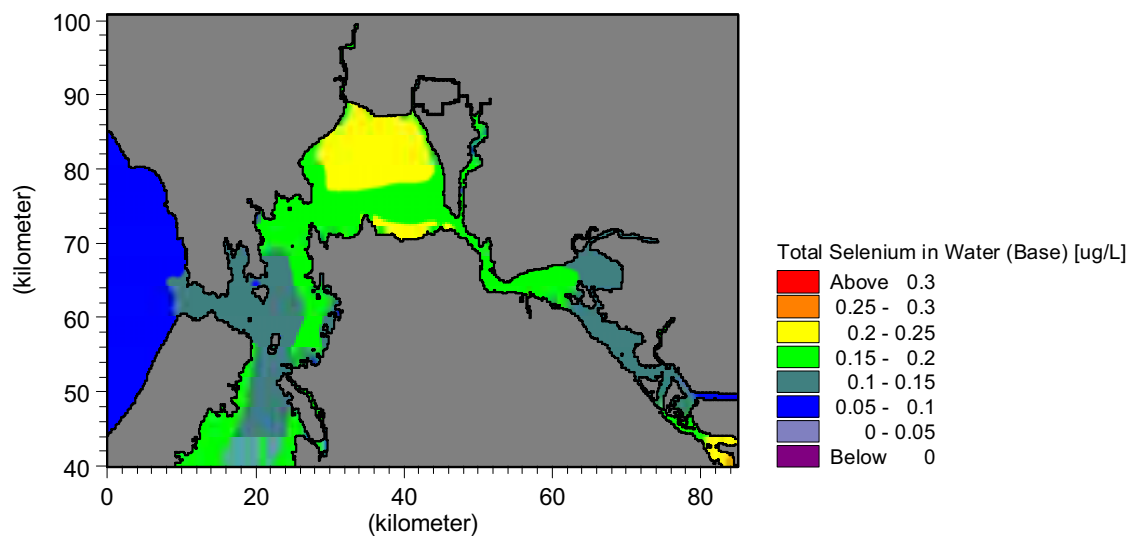 100
90
80
70
60
50
40
(kilometer)
0 20 40 60 80
(kilometer)
Total Selenium in Water (Base) [ug/L]
Above 0.3
0.25 - 0.3
0.2 - 0.25
0.15 - 0.2
0.1 - 0.15
0.05 - 0.1
0 - 0.05
Below 0